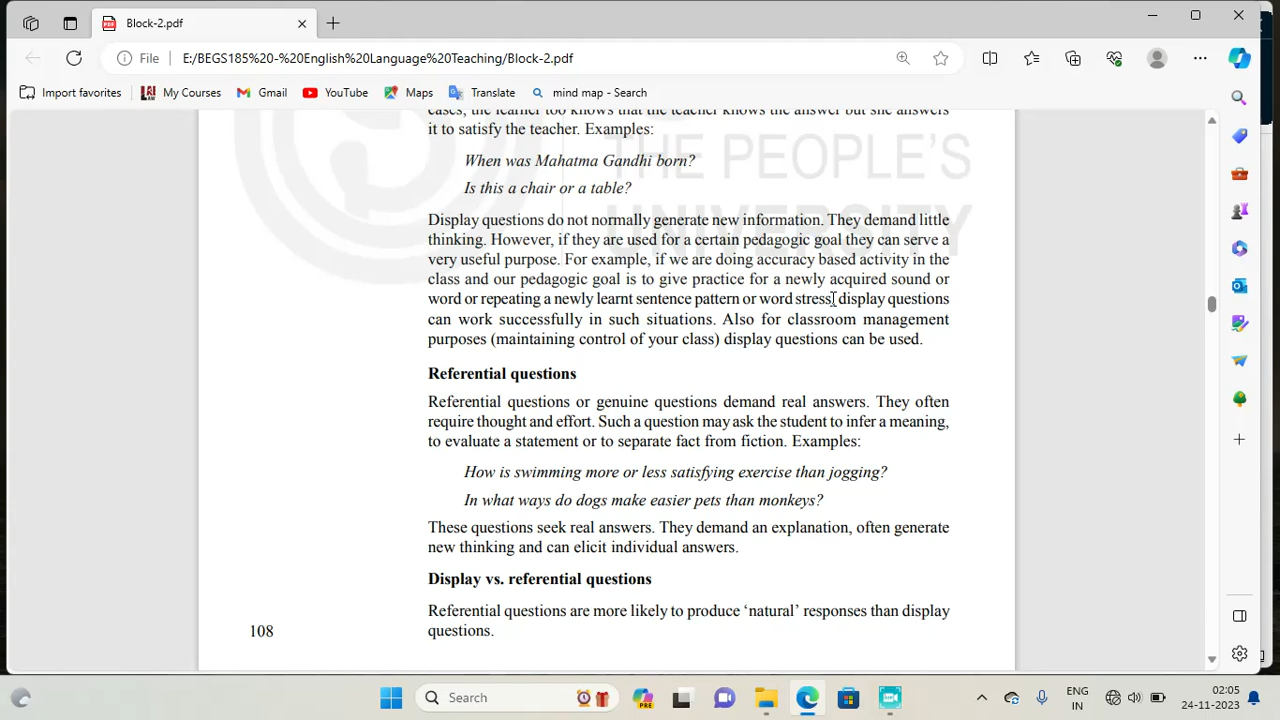 Block-2.pdf
File
E:/BEGS185%20-%20English%20Language%20Teaching/Block-2.pdf
Import favorites
My Courses
Gmail
YouTube
Maps
Translate
mind map - Search
cases, the learner too knows that the teacher knows the answer but she answers
it to satisfy the teacher. Examples:
When was Mahatma Gandhi born?
Is this a chair or a table?
THE PEOPLE'S
UNIVERSITY
Display questions do not normally generate new information. They demand little
thinking. However, if they are used for a certain pedagogic goal they can serve a
very useful purpose. For example, if we are doing accuracy based activity in the
class and our pedagogic goal is to give practice for a newly acquired sound or
word or repeating a newly learnt sentence pattern or word stress, display questions
can work successfully in such situations. Also for classroom management
purposes (maintaining control of your class) display questions can be used.
Referential questions
Referential questions or genuine questions demand real answers. They often
require thought and effort. Such a question may ask the student to infer a meaning,
to evaluate a statement or to separate fact from fiction. Examples:
How is swimming more or less satisfying exercise than jogging?
In what ways do dogs make easier pets than monkeys?
These questions seek real answers. They demand an explanation, often generate
new thinking and can elicit individual answers.
Display vs. referential questions
Referential questions are more likely to produce ‘natural’ responses than display
questions.
108
Search
PRE
ENG
IN
02:05
24-11-2023